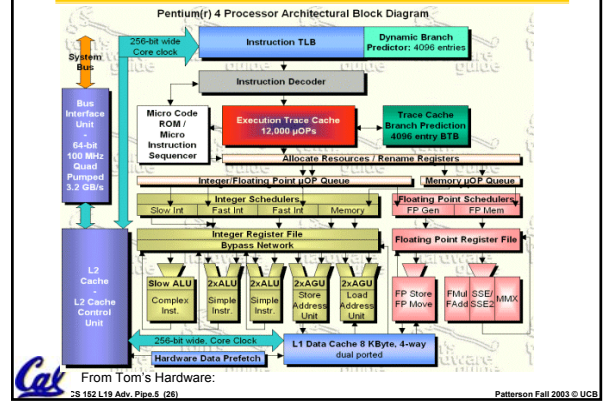 Pentium(r) 4 Processor Architectural Block Diagram
256-bit wide
Core clock
Instruction TLB
Dynamic Branch
Predictor: 4096 entries
System
Bus
Instruction Decoder
Bus
Interface
Unit
-
64-bit
100 MHz
Quad
Pumped
3.2 GB/s
Micro Code
ROM /
Micro
Instruction
Sequencer
Execution Trace Cache
12,000 µOPs
Trace Cache
Branch Prediction
4096 entry BTB
Allocate Resources / Rename Registers
Integer/Floating Point µOP Queue
Memory µOP Queue
Integer Schedulers
Slow Int
Fast Int
Fast Int
Memory
Floating Point Schedulers
FP Gen
FP Mem
Integer Register File
Bypass Network
Floating Point Register File
L2
Cache
-
L2 Cache
Control
Unit
Slow ALU
Complex
Inst.
2xALU
Simple
Instr.
2xALU
Simple
Instr.
2xAGU
Store
Address
Unit
2xAGU
Load
Address
Unit
FP Store
FP Move
FMul
FAdd
SSE/
SSE2
MMX
256-bit wide, Core Clock
L1 Data Cache 8 KByte, 4-way
dual ported
Hardware Data Prefetch
Cal
From Tom's Hardware:
CS 152 L19 Adv. Pipe.5 (26)
Patterson Fall 2003 © UCB